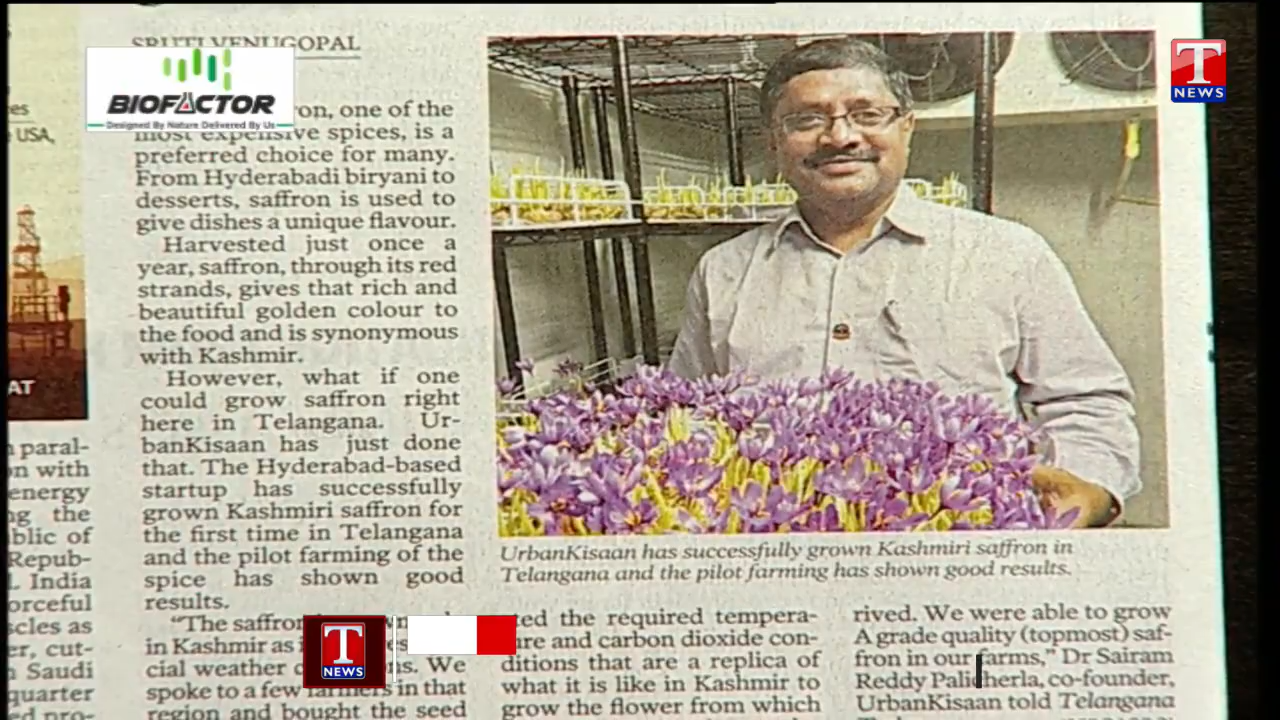 SRUTI VENUGOPAL
BIOFACTOR
Designed By Nature Delivered By Us
T
NEWS
ron, one of the
most expensive spices, is a
preferred choice for many.
From Hyderabadi biryani to
desserts, saffron is used to
give dishes a unique flavour.
Harvested just once a
year, saffron, through its red
strands, gives that rich and
beautiful golden colour to
the food and is synonymous
with Kashmir.
However, what if one
could grow saffron right
here in Telangana. Ur-
banKisaan has just done
that. The Hyderabad-based
startup has successfully
grown Kashmiri saffron for
the first time in Telangana
and the pilot farming of the
spice has shown good
results.
"The saffron
in Kashmir as
cial weather
We
spoke to a few farmers in that
region and bought the seed
UrbanKisaan has successfully grown Kashmiri saffron in
Telangana and the pilot farming has shown good results.
ted the required tempera-
ure and carbon dioxide con-
ditions that are a replica of
what it is like in Kashmir to
grow the flower from which
rived. We were able to grow
A grade quality (topmost) saf-
fron in our farms." Dr Sairam
Reddy Palicherla, co-founder,
UrbanKisaan told Telangana
USA,
AT
paral-
on with
energy
ng the
blic of
Repub-
India
orceful
scles as
er, cut-
Saudi
quarter
ed pro-
T
NEWS